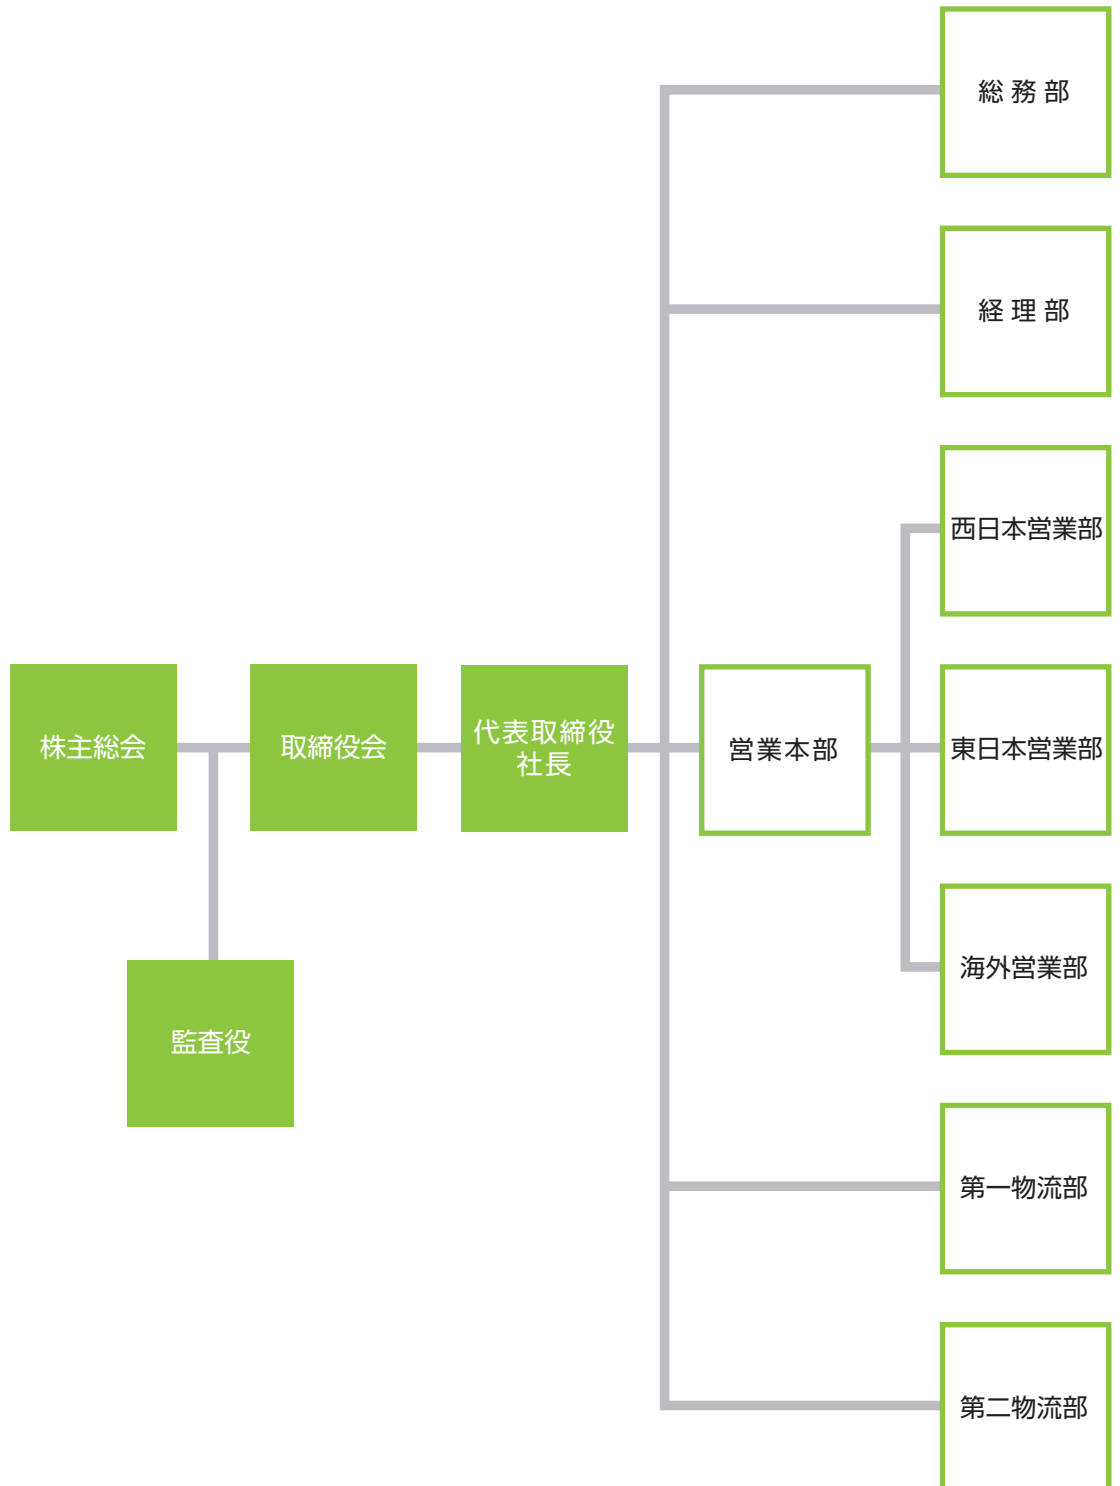 総務部
経理部
西日本営業部
株主総会
取締役会
代表取締役
社長
営業本部
東日本営業部
海外営業部
監査役
第一物流部
第二物流部